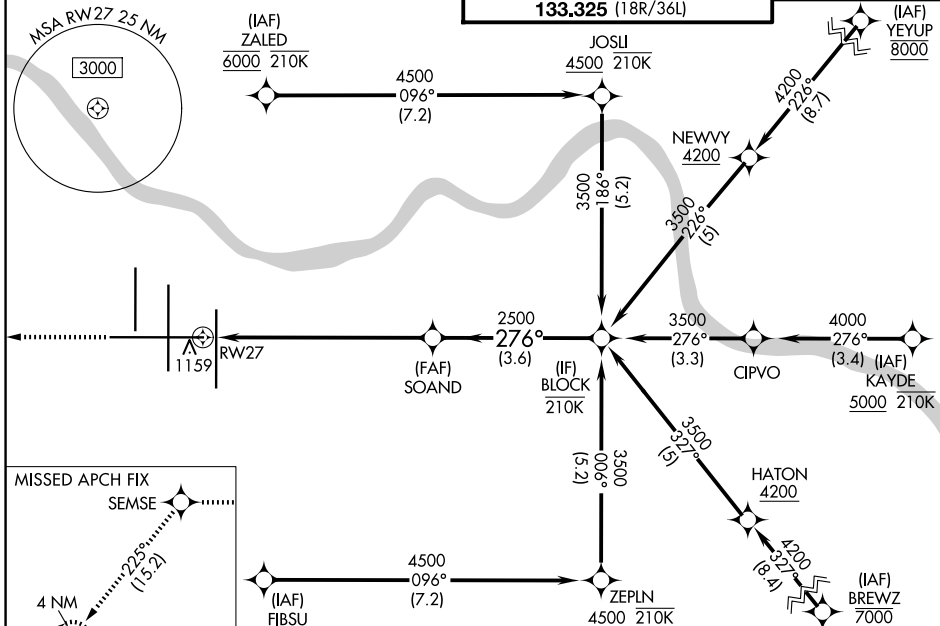 133.325 (18R/36L)
MSA RW27 25 NM
3000
(IAF)
ZALED
6000 210K
4500
096°
(7.2)
JOSLI
4500 210K
(IAF)
YEYUP
8000
4200
226°
(8.7)
NEWVY
4200
3500
186°
(5.2)
3500
226°
(5)
1159
RW27
2500
276°
(3.6)
(FAF)
SOAND
(IF)
BLOCK
210K
3500
276°
(3.3)
CIPVO
4000
276°
(3.4)
(IAF)
KAYDE
5000 210K
3500
006°
(5.2)
3500
327°
(5)
HATON
4200
4200
327°
(8.4)
(IAF)
BREWZ
7000
MISSED APCH FIX
SEMSE
225°
(15.2)
4 NM
(IAF)
FIBSU
4500
096°
(7.2)
ZEPLN
4500 210K